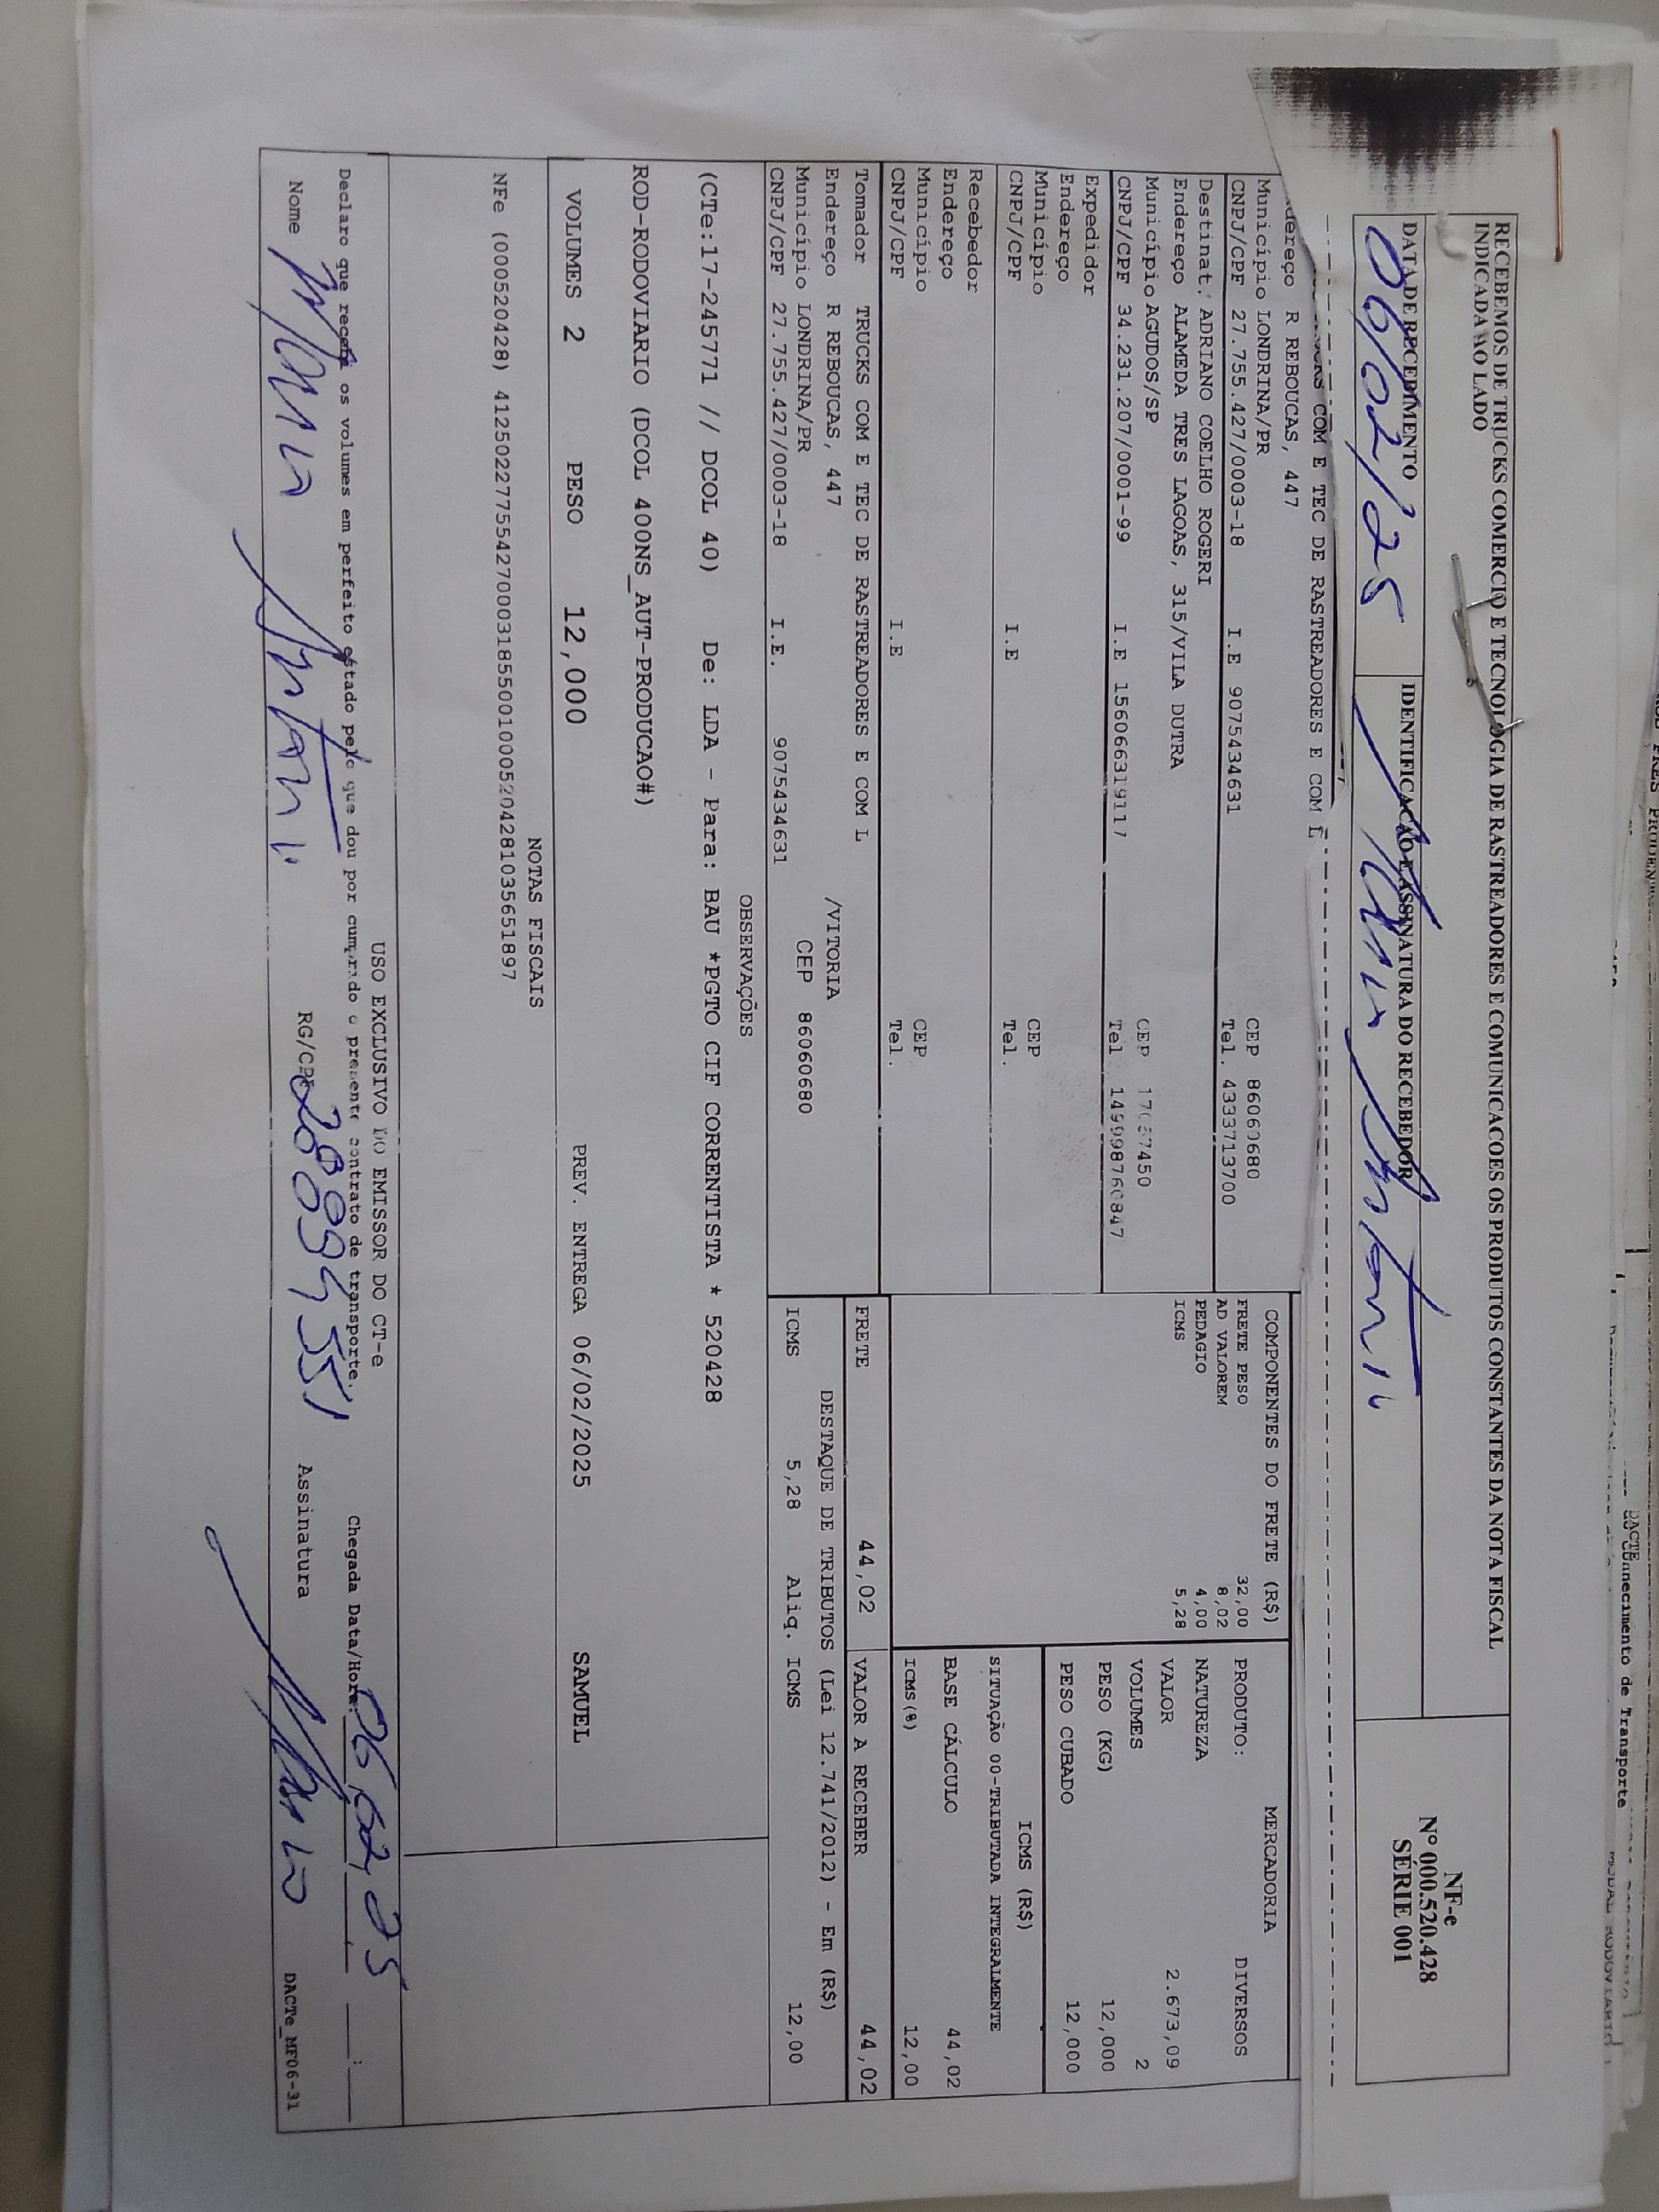 RECEBEMOS DE TRUCKS COMERCIO E TECNOLOGIA DE RASTREADORES E COMUNICACOES OS PRODUTOS CONSTANTES DA NOTA FISCAL
INDICADA AO LADO
DATA DE RECEBIMENTO
06/02/25
IDENTIFICAÇÃO E ASSINATURA DO RECEBEDOR
NF-e
Nº 000.520.428
SÉRIE 001
COM E TEC DE RASTREADORES E COM L
dereço R REBOUCAS, 447
Município LONDRINA/PR CEP 86060680
CNPJ/CPF 27.755.427/0003-18 I.E 9075434631 Tel. 4333713700
Destinat. ADRIANO COELHO ROGERI
Endereço ALAMEDA TRES LAGOAS, 315/VILA DUTRA
Município AGUDOS/SP CEP
CNPJ/CPF 34.231.207/0001-99 I.E 156066319117 Tel
Expedidor
Endereço
Município CEP
CNPJ/CPF I.E Tel.
Recebedor
Endereço
Município CEP
CNPJ/CPF I.E Tel.
Tomador TRUCKS COM E TEC DE RASTREADORES E COM L
Endereço R REBOUCAS, 447 /VITORIA
Município LONDRINA/PR CEP 86060680
CNPJ/CPF 27.755.427/0003-18 I.E. 9075434631
COMPONENTES DO FRETE (R$)
FRETE PESO 32,00
AD VALOREM 8,02
PEDAGIO 4,00
ICMS 5,28
MERCADORIA
PRODUTO: DIVERSOS
NATUREZA
VALOR 2.673,09
VOLUMES 2
PESO (KG) 12,000
PESO CUBADO 12,000
ICMS (R$)
SITUAÇÃO 00-TRIBUTADA INTEGRALMENTE
BASE CÁLCULO 44,02
ICMS(%) 12,00
FRETE 44,02 VALOR A RECEBER 44,02
DESTAQUE DE TRIBUTOS (Lei 12.741/2012) - Em (R$)
ICMS 5,28 Aliq. ICMS 12,00
OBSERVAÇÕES
(CTe:17-245771 // DCOL 40) De: LDA - Para: BAU *PGTO CIF CORRENTISTA * 520428
ROD-RODOVIARIO (DCOL 400NS_AUT-PRODUCAO#)
VOLUMES 2 PESO 12,000 PREV. ENTREGA 06/02/2025 SAMUEL
NOTAS FISCAIS
NFe (000520428) 41250227755427000318550010005204281035651897
USO EXCLUSIVO DO EMISSOR DO CT-e
Declaro que recebi os volumes em perfeito estado pelo que dou por cumprido o presente contrato de transporte. Chegada Data/Hora: 06/02/25
Nome RG/CPF Assinatura DACTe_MF06-31
DACTE
Conhecimento de Transporte